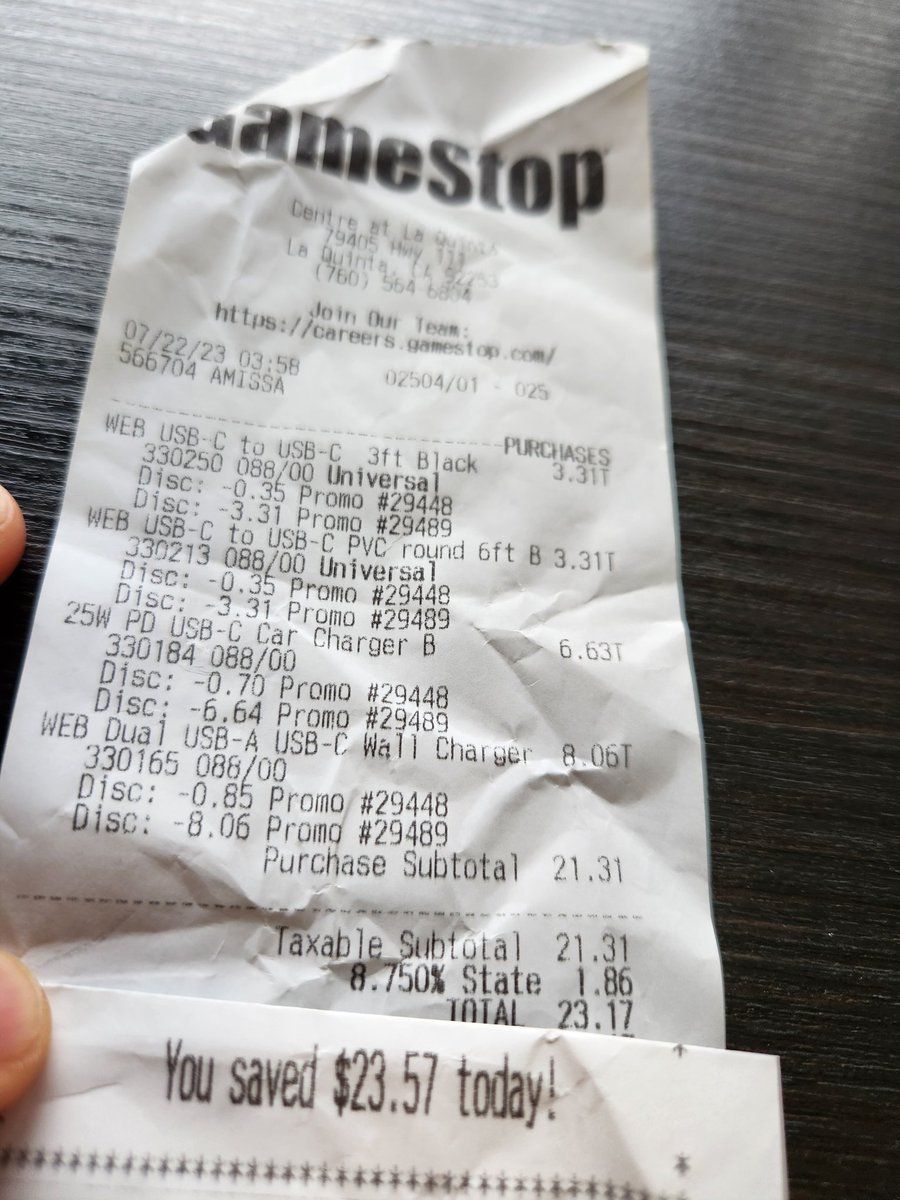 GameStop
Centre at La Quinta
79405 Hwy 111
La Quinta, CA 92253
(760) 564 6804
Join Our Team:
https://careers.gamestop.com/
07/22/23 03:58
566704 AMISSA 02504/01 - 025
PURCHASES
WEB USB-C to USB-C 3ft Black 3.31T
330250 088/00 Universal
Disc: -0.35 Promo #29448
Disc: -3.31 Promo #29489
WEB USB-C to USB-C PVC round 6ft B 3.31T
330213 088/00 Universal
Disc: -0.35 Promo #29448
Disc: -3.31 Promo #29489
25W PD USB-C Car Charger B 6.63T
330184 088/00
Disc: -0.70 Promo #29448
Disc: -6.64 Promo #29489
WEB Dual USB-A USB-C Wall Charger 8.06T
330165 088/00
Disc: -0.85 Promo #29448
Disc: -8.06 Promo #29489
Purchase Subtotal 21.31
Taxable Subtotal 21.31
8.750% State 1.86
TOTAL 23.17
You saved $23.57 today!